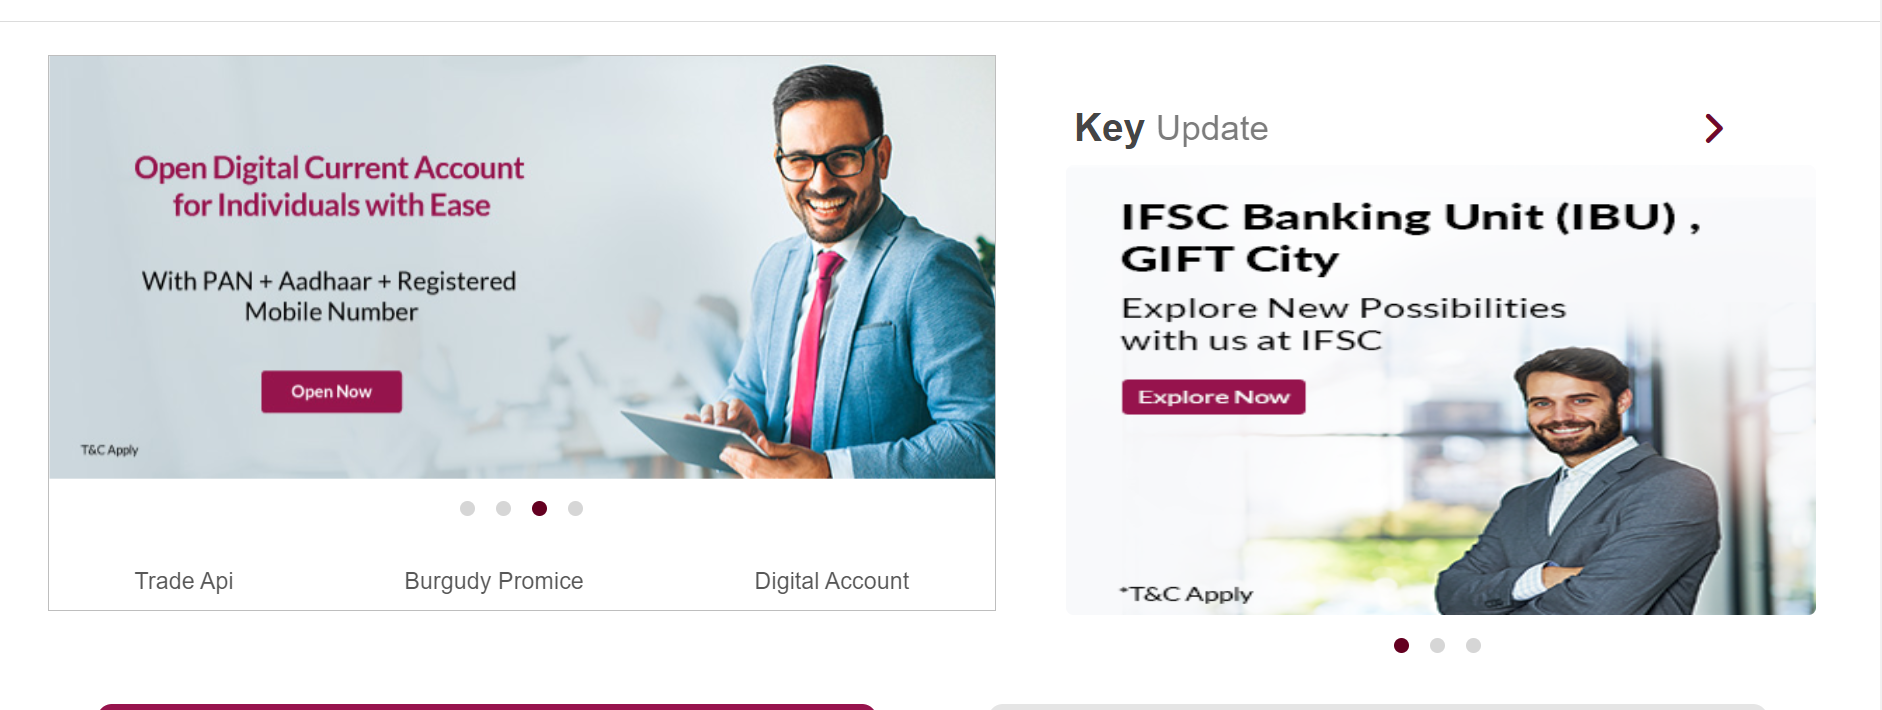 Open Digital Current Account
for Individuals with Ease
With PAN + Aadhaar + Registered
Mobile Number
Open Now
T&C Apply
Trade Api
Burgudy Promice
Digital Account
Key Update
IFSC Banking Unit (IBU) ,
GIFT City
Explore New Possibilities
with us at IFSC
Explore Now
*T&C Apply